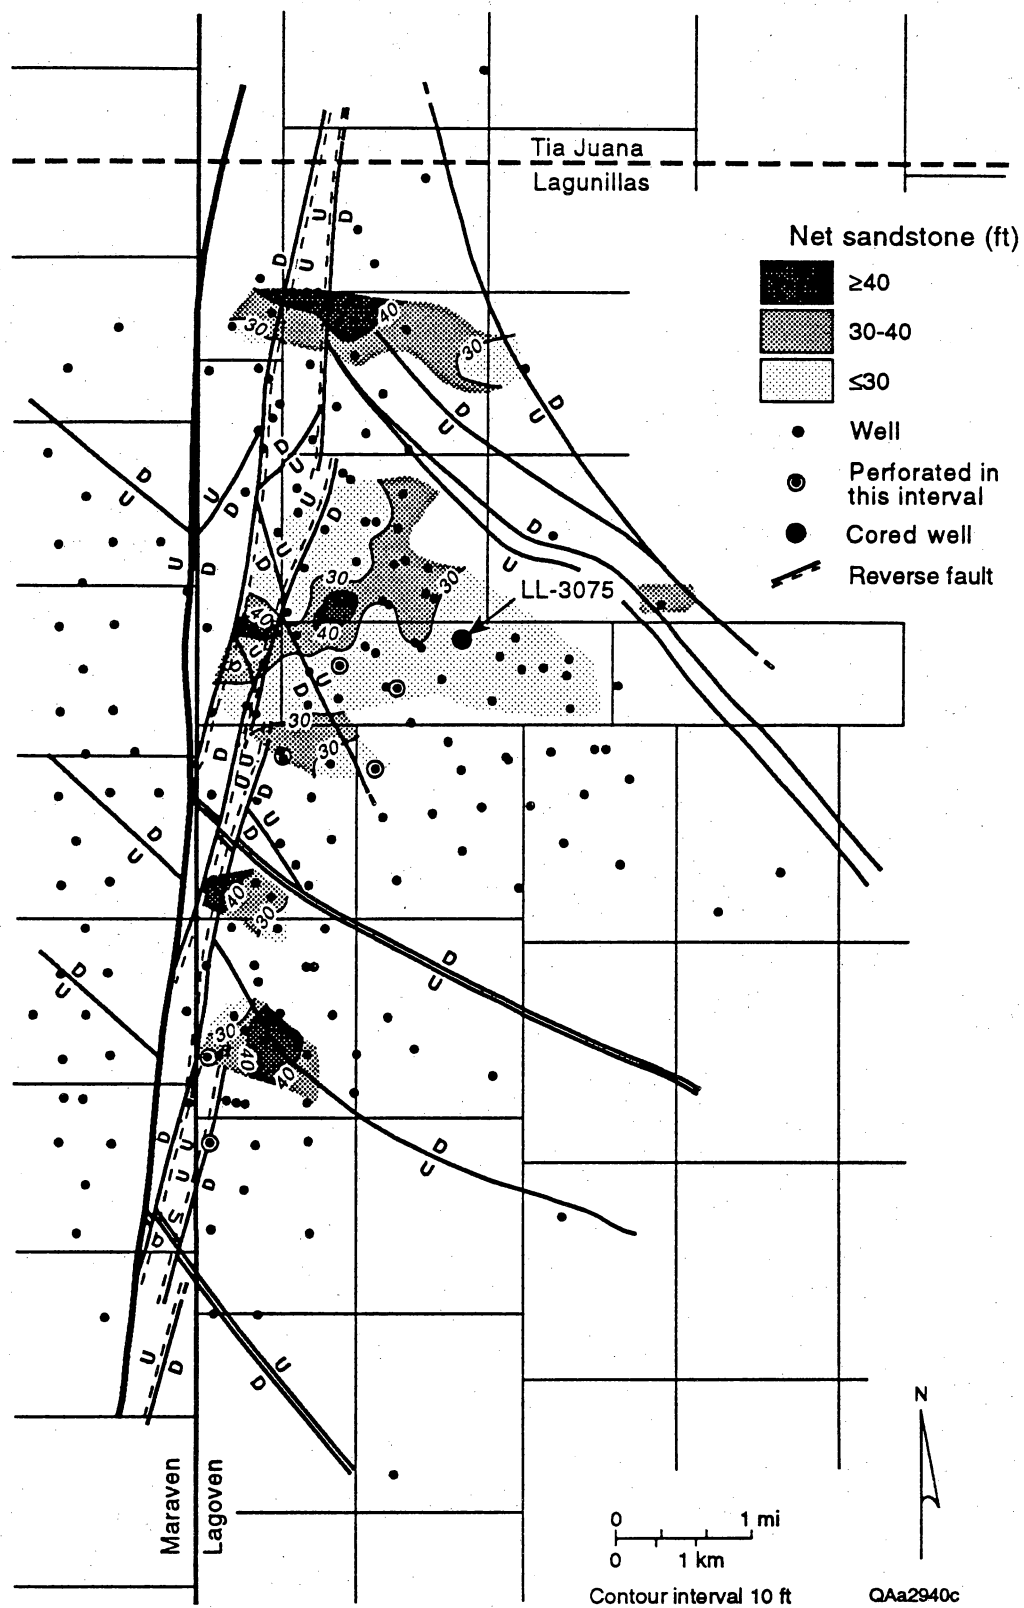 Tia Juana
Lagunillas
Net sandstone (ft)
≥40
30-40
≤30
Well
Perforated in
this interval
Cored well
Reverse fault
U
D
D
U
30
40
30
D
U
D
U
D
U
D
U
U
D
U
D
D
U
U
D
U
D
30
30
LL-3075
40
40
U
D
U
30
30
D
U
U
D
U
D
D
U
40
30
D
U
D
U
30
40
40
D
U
U
D
D
U
D
U
D
U
D
N
Maraven
Lagoven
0 1 mi
0 1 km
Contour interval 10 ft
QAa2940c